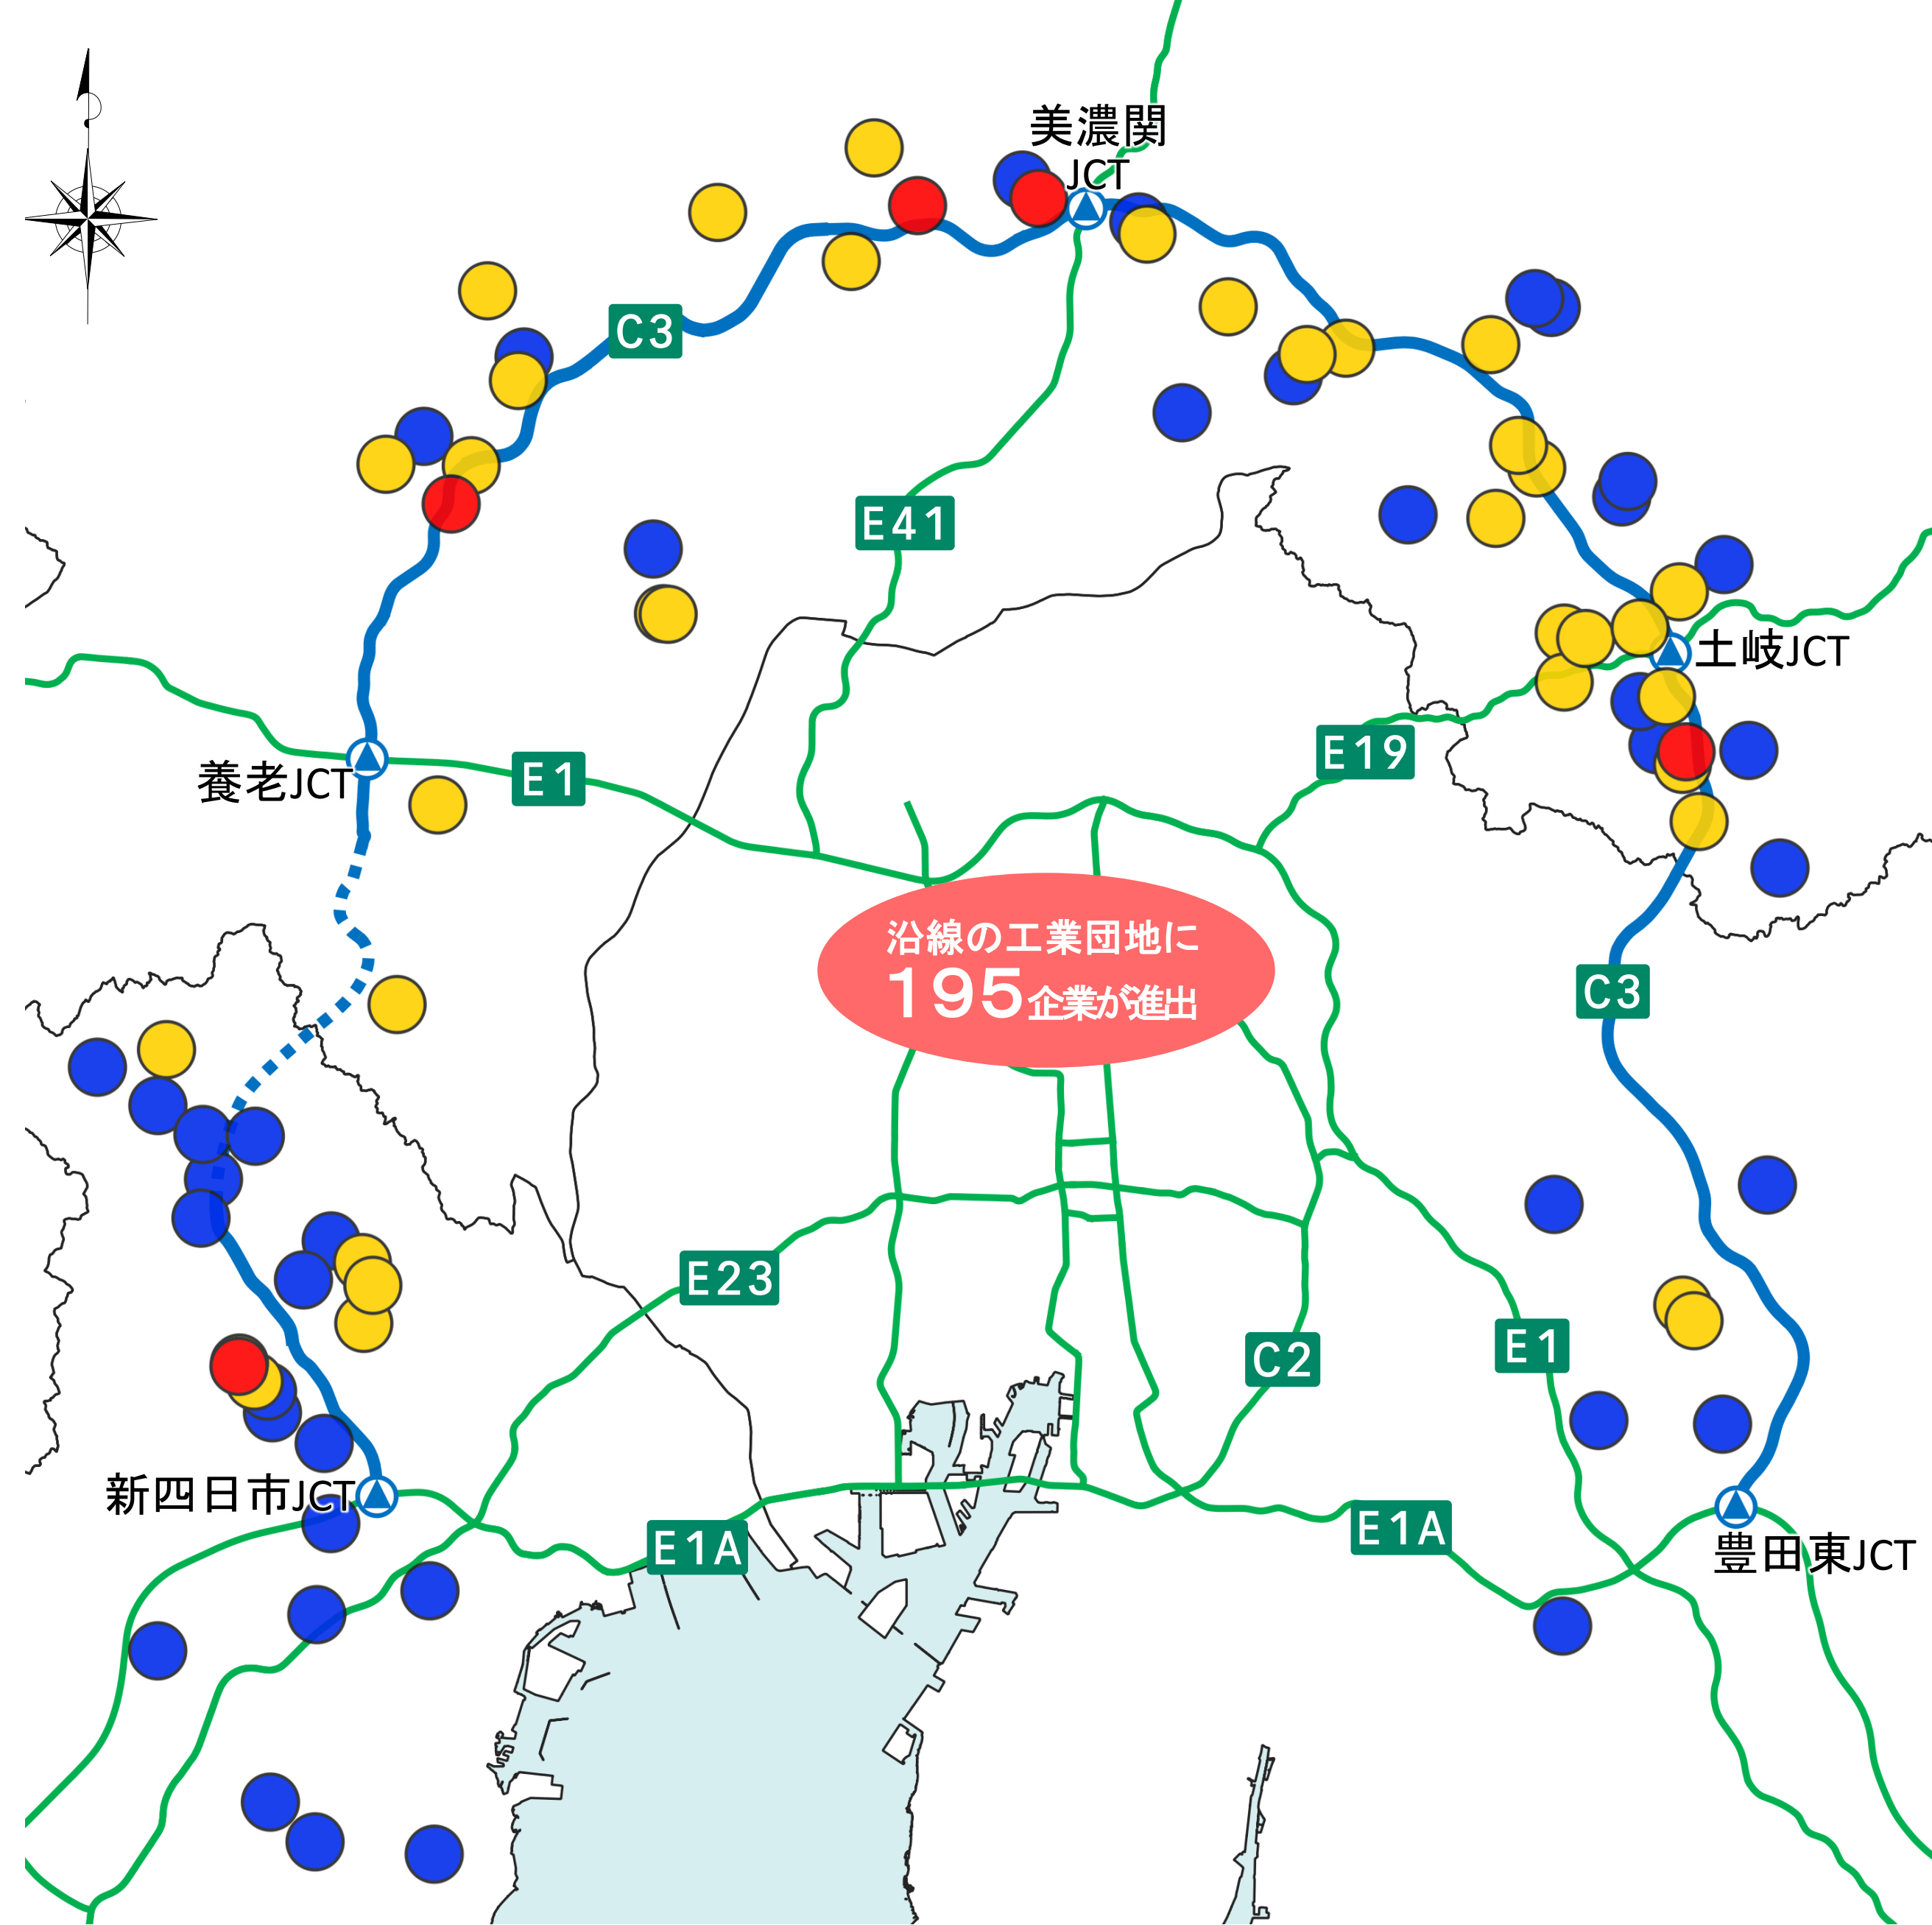 美濃関
JCT
C3
E41
土岐JCT
E19
養老JCT
E1
沿線の工業団地に
195企業が進出
C3
E23
E1
C2
新四日市JCT
E1A
E1A
豊田東JCT